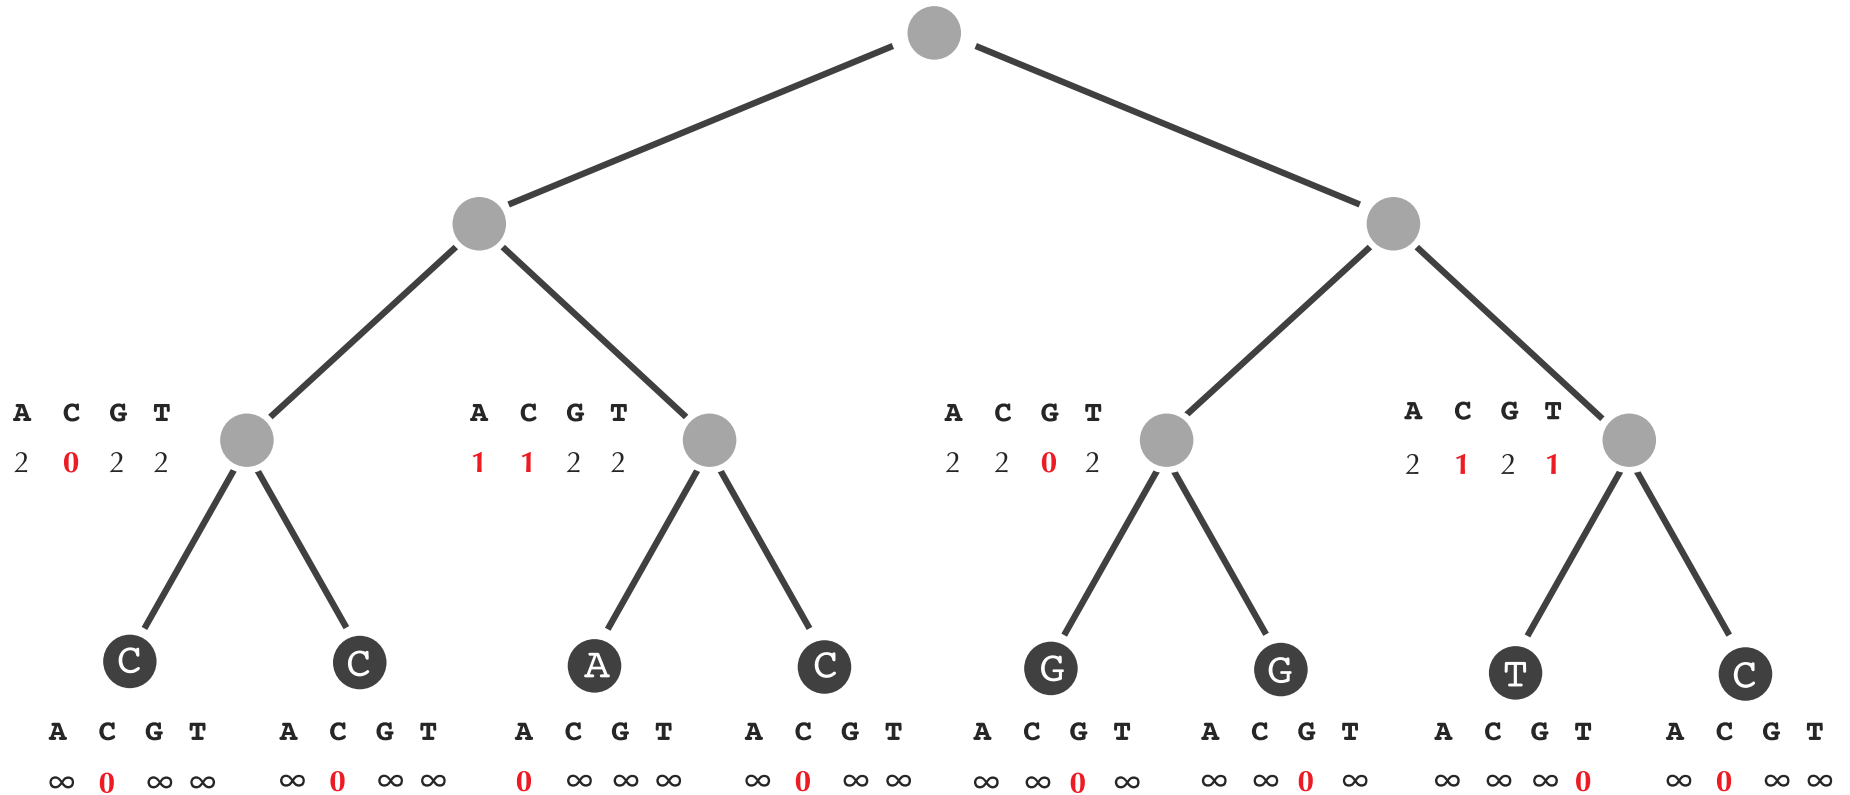 A C G T A C G T A C G T A C G T
2 0 2 2 1 1 2 2 2 2 0 2 2 1 2 1
C C A C G G T C
A C G T A C G T A C G T A C G T A C G T A C G T A C G T A C G T
∞ 0 ∞ ∞ ∞ 0 ∞ ∞ 0 ∞ ∞ ∞ ∞ 0 ∞ ∞ ∞ ∞ 0 ∞ ∞ ∞ 0 ∞ ∞ ∞ ∞ 0 ∞ 0 ∞ ∞